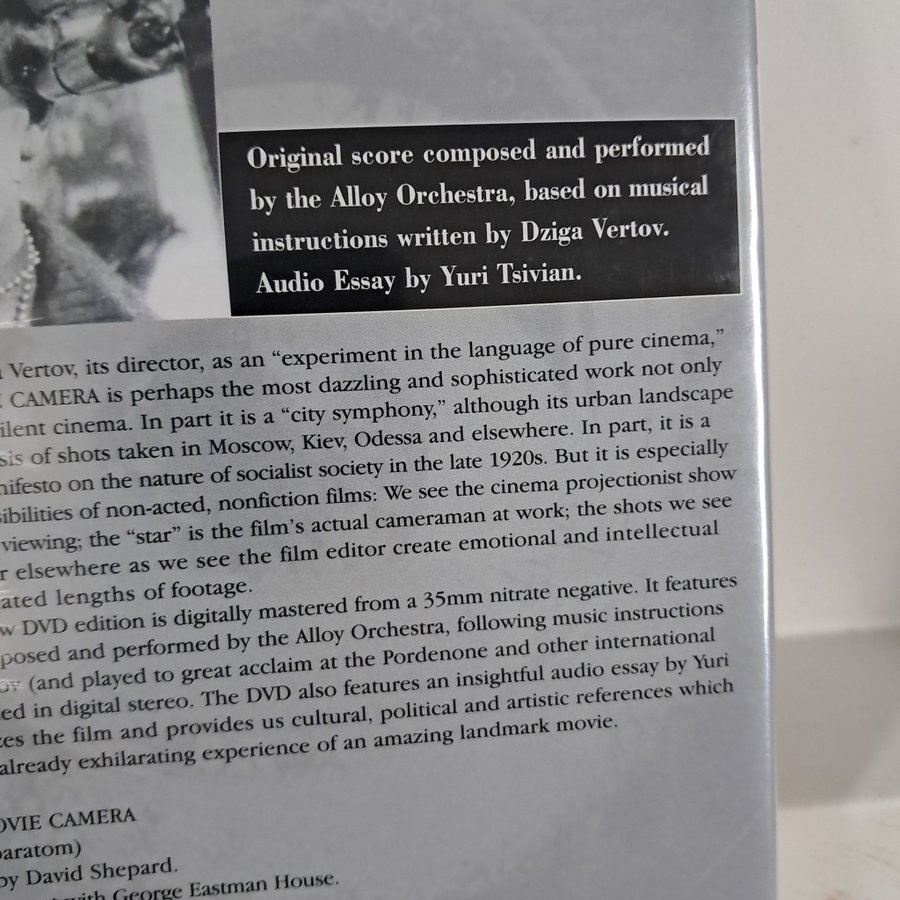 Original score composed and performed
by the Alloy Orchestra, based on musical
instructions written by Dziga Vertov.
Audio Essay by Yuri Tsivian.
Vertov, its director, as an “experiment in the language of pure cinema,”
CAMERA is perhaps the most dazzling and sophisticated work not only
ilent cinema. In part it is a “city symphony,” although its urban landscape
sis of shots taken in Moscow, Kiev, Odessa and elsewhere. In part, it is a
nifesto on the nature of socialist society in the late 1920s. But it is especially
sibilities of non-acted, nonfiction films: We see the cinema projectionist show
viewing; the “star” is the film’s actual cameraman at work; the shots we see
r elsewhere as we see the film editor create emotional and intellectual
ated lengths of footage.
w DVD edition is digitally mastered from a 35mm nitrate negative. It features
posed and performed by the Alloy Orchestra, following music instructions
ov (and played to great acclaim at the Pordenone and other international
ed in digital stereo. The DVD also features an insightful audio essay by Yuri
zes the film and provides us cultural, political and artistic references which
already exhilarating experience of an amazing landmark movie.
OVIE CAMERA
paratom)
by David Shepard.
with George Eastman House.